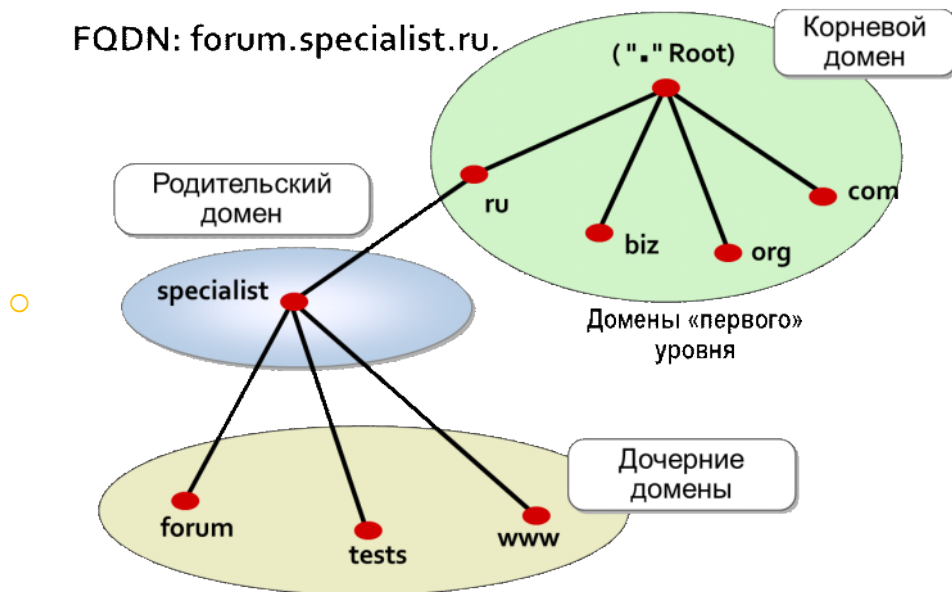 FQDN: forum.specialist.ru.
Корневой
домен
("." Root)
Родительский
домен
ru
com
biz
org
specialist
Домены «первого»
уровня
Дочерние
домены
forum
tests
www